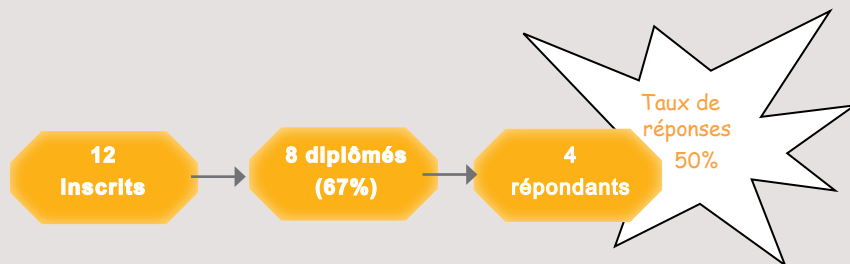 12
inscrits
8 diplômés
(67%)
4
répondants
Taux de
réponses
50%